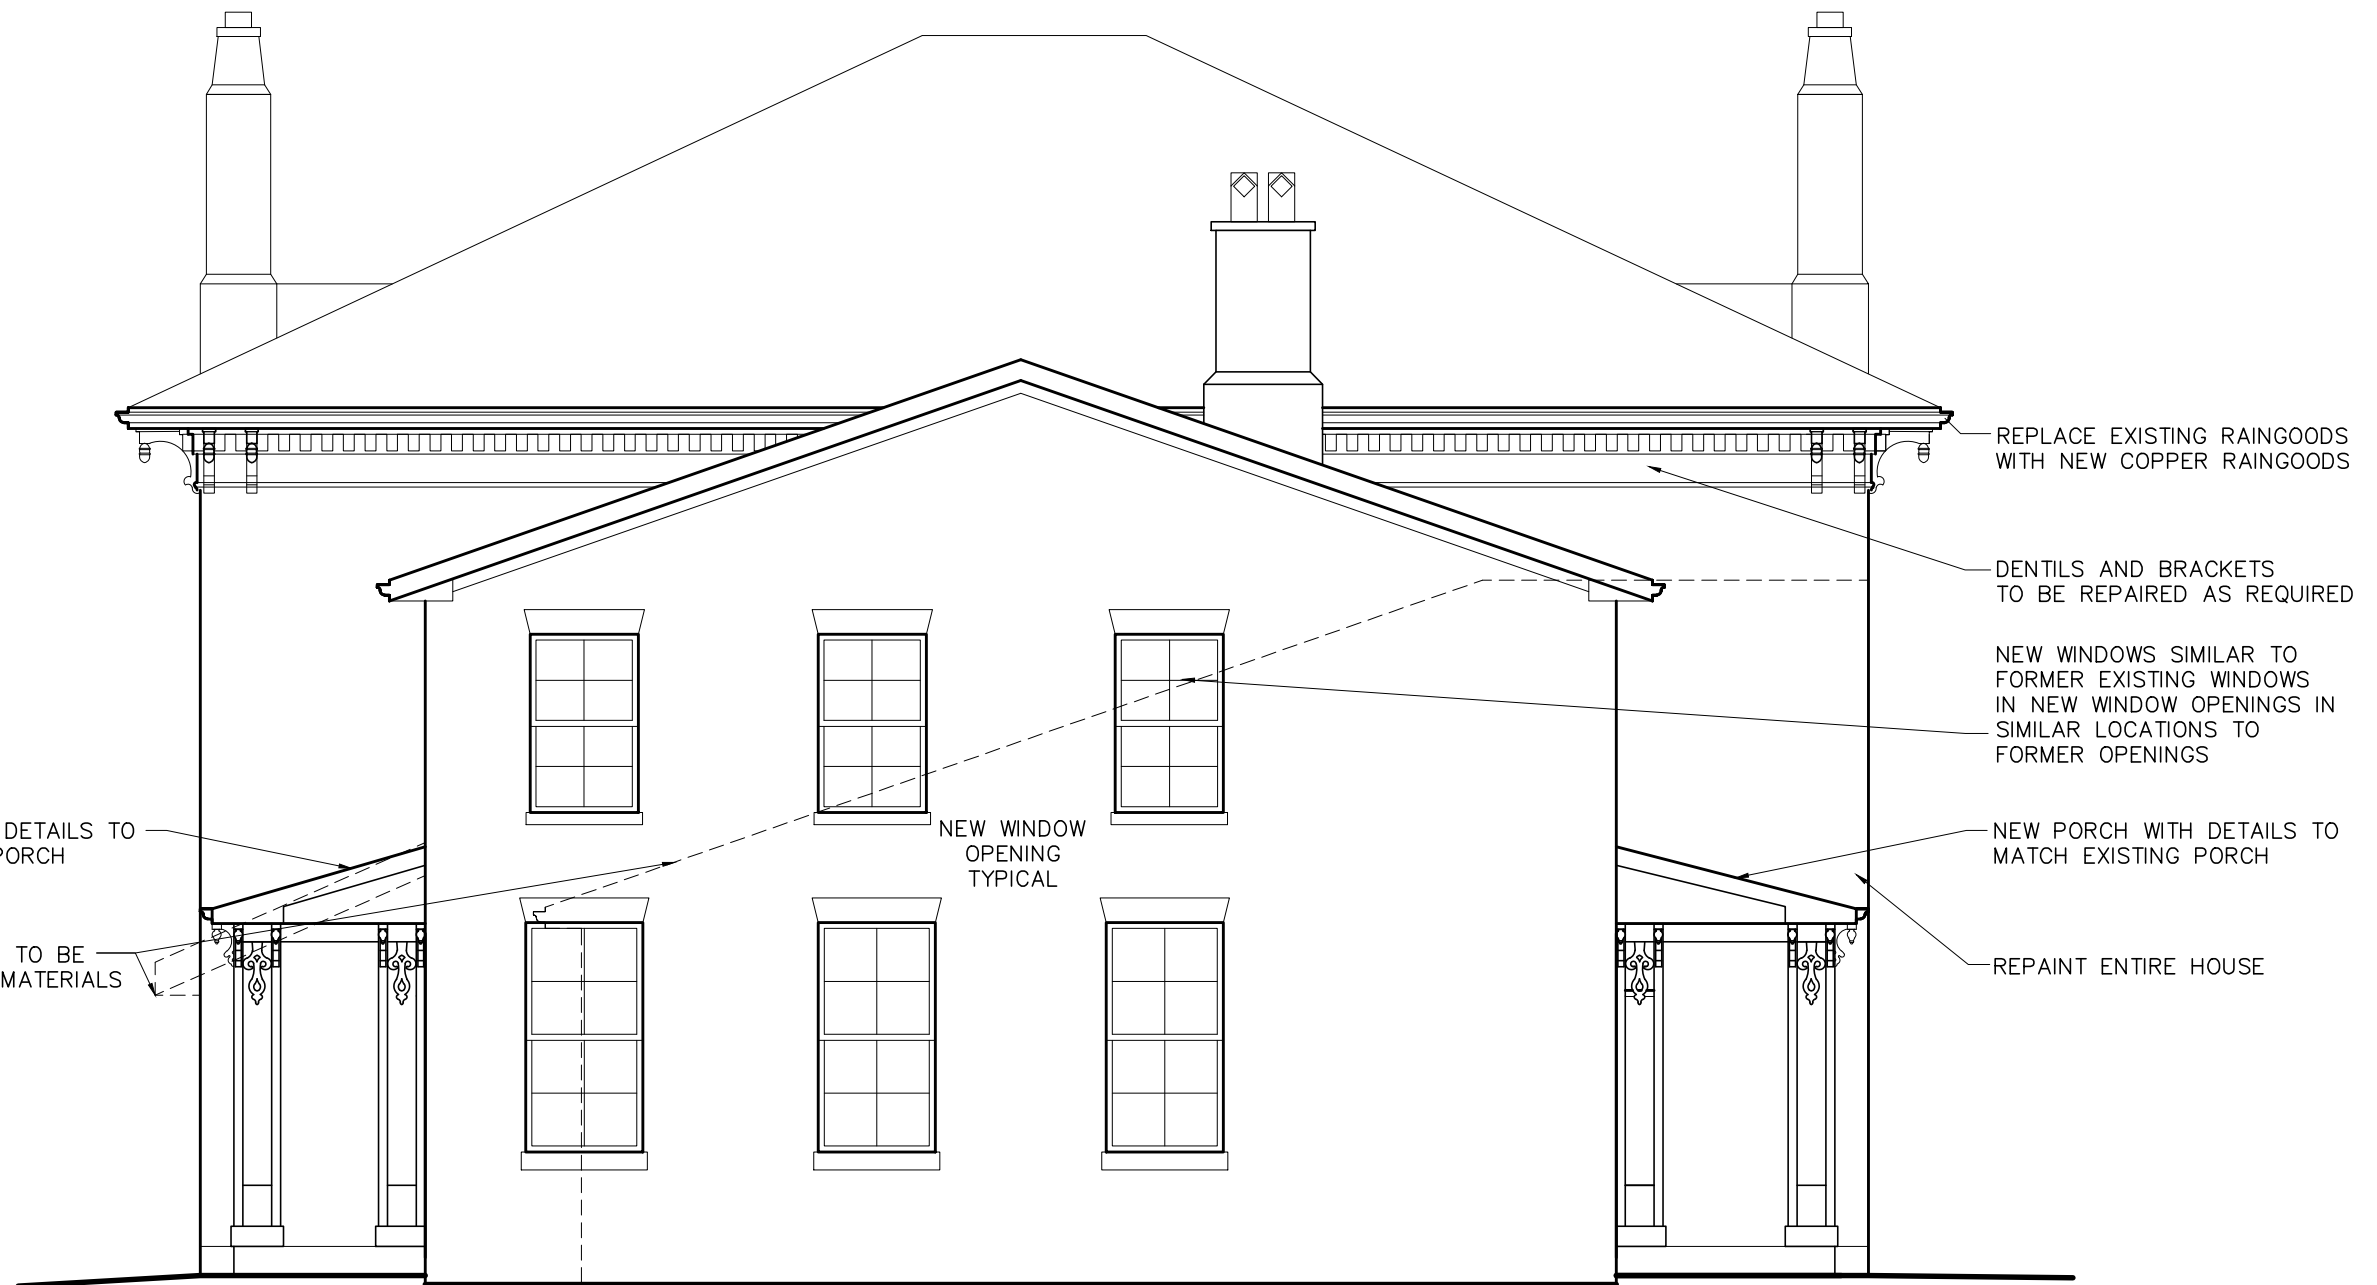 REPLACE EXISTING RAINGOODS
WITH NEW COPPER RAINGOODS
DENTILS AND BRACKETS
TO BE REPAIRED AS REQUIRED
NEW WINDOWS SIMILAR TO
FORMER EXISTING WINDOWS
IN NEW WINDOW OPENINGS IN
SIMILAR LOCATIONS TO
FORMER OPENINGS
DETAILS TO
PORCH
NEW WINDOW
OPENING
TYPICAL
NEW PORCH WITH DETAILS TO
MATCH EXISTING PORCH
TO BE
MATERIALS
REPAINT ENTIRE HOUSE